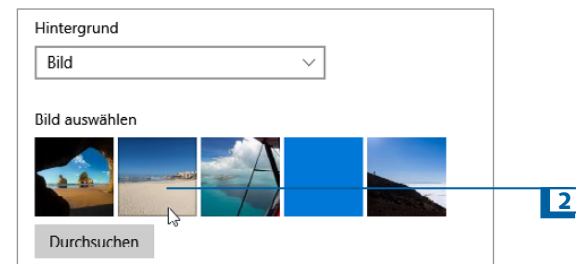 Hintergrund
Bild
Bild auswählen
2
Durchsuchen